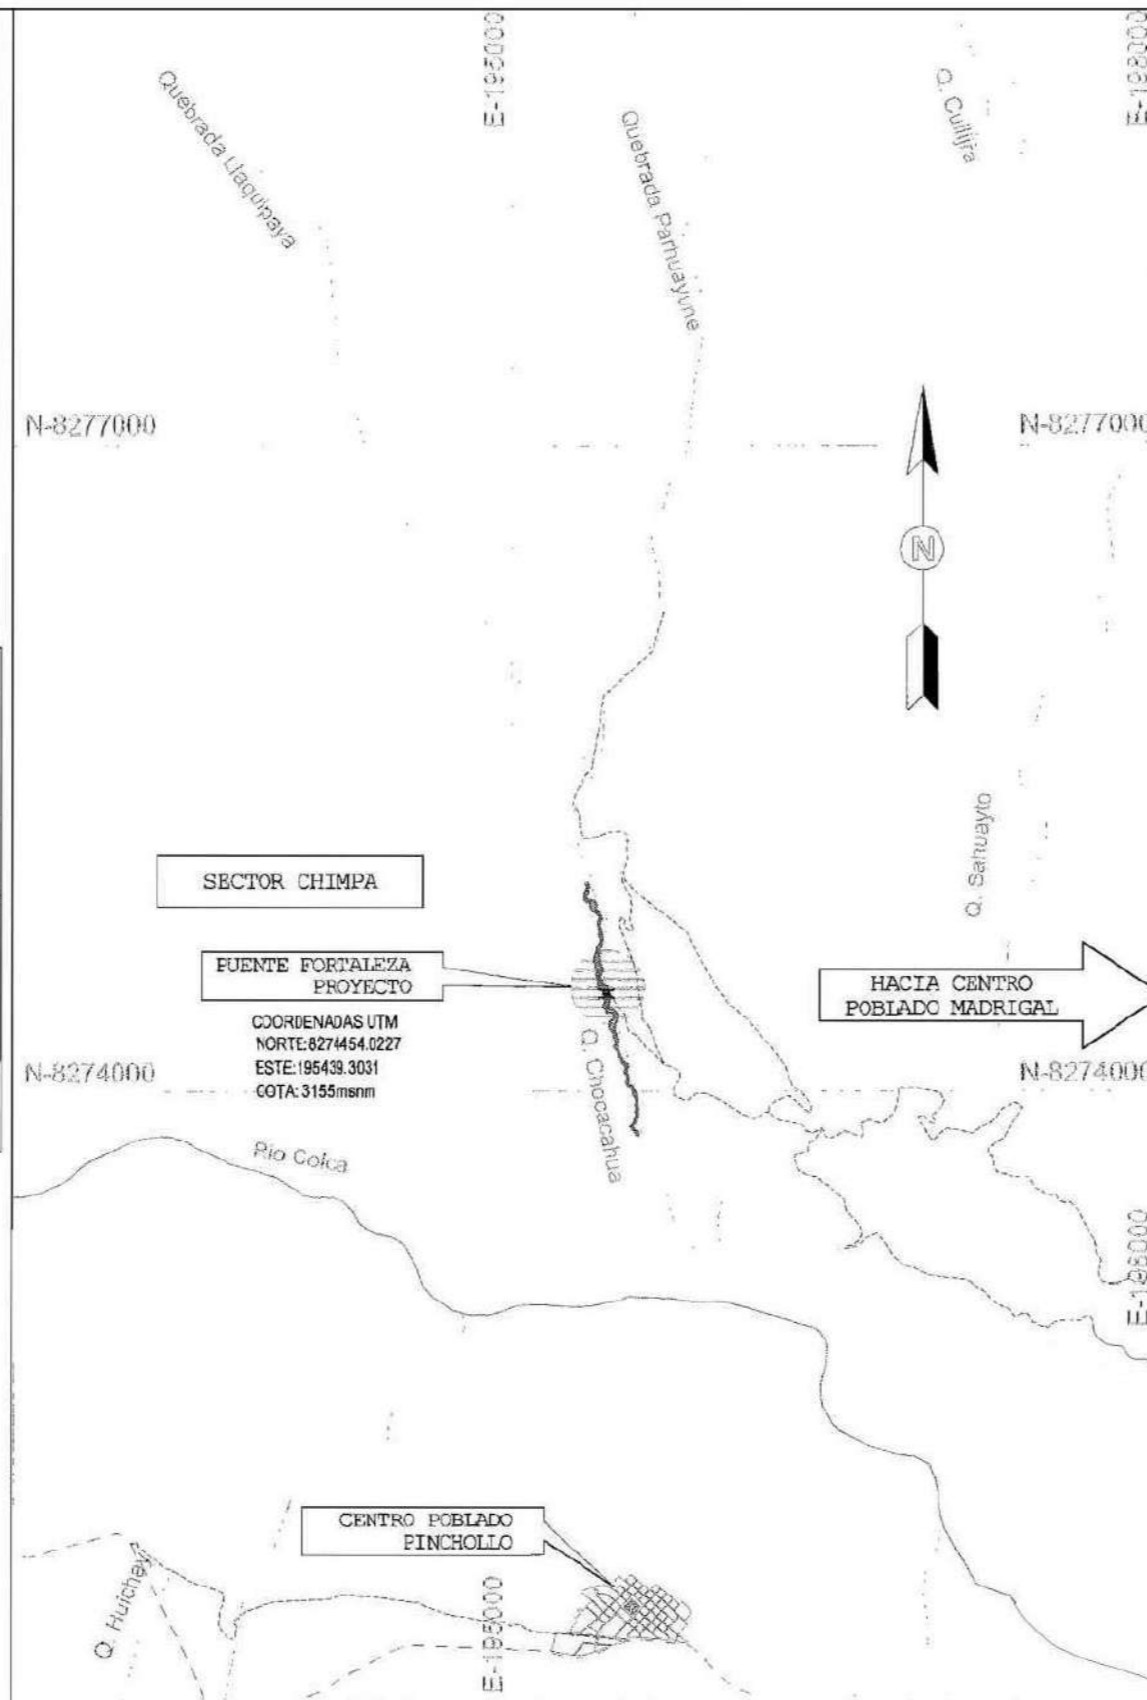 E-195000
E-198000
Quebrada Llaquipaya
Quebrada Parhuayune
Q. Cullijra
N-8277000
N-8277000
N
Q. Sahuayto
SECTOR CHIMPA
PUENTE FORTALEZA
PROYECTO
COORDENADAS UTM
NORTE:8274454.0227
ESTE:195439.3031
COTA:3155msnm
HACIA CENTRO
POBLADO MADRIGAL
N-8274000
N-8274000
Q. Chocacahua
Rio Colca
E-198000
CENTRO POBLADO
PINCHOLLO
Q. Huichay
E-195000